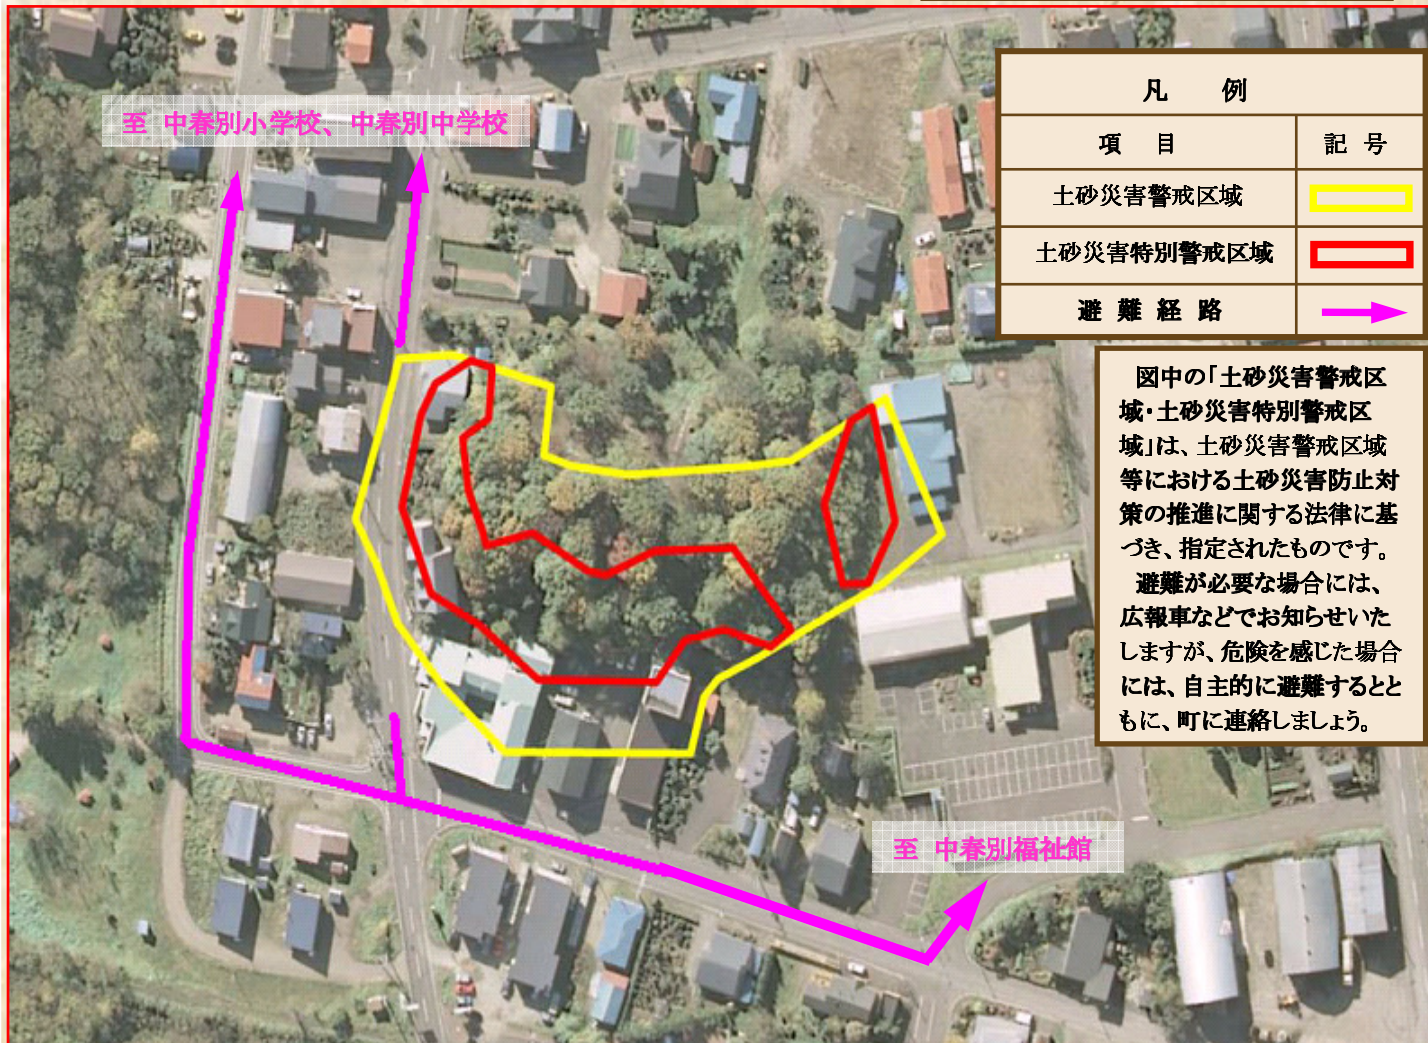 至 中春別小学校、中春別中学校
凡 例
項 目 記 号
土砂災害警戒区域
土砂災害特別警戒区域
避 難 経 路
図中の「土砂災害警戒区
域・土砂災害特別警戒区
域」は、土砂災害警戒区域
等における土砂災害防止対
策の推進に関する法律に基
づき、指定されたものです。
避難が必要な場合には、
広報車などでお知らせいた
しますが、危険を感じた場合
には、自主的に避難するとと
もに、町に連絡しましょう。
至 中春別福祉館